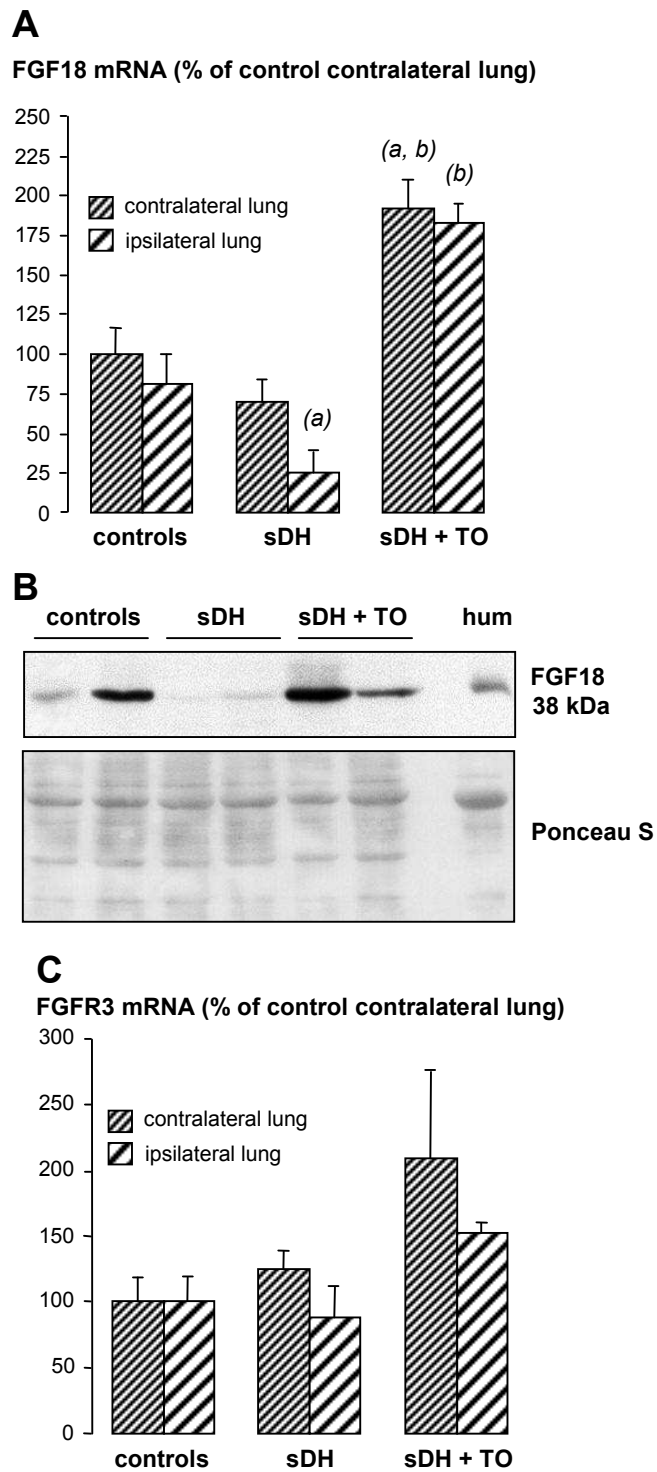 A
FGF18 mRNA (% of control contralateral lung)
250
225
200
175
150
125
100
75
50
25
0
contralateral lung
ipsilateral lung
(a)
(a, b)
(b)
controls sDH sDH + TO
B
controls sDH sDH + TO hum
FGF18
38 kDa
Ponceau S
C
FGFR3 mRNA (% of control contralateral lung)
300
250
200
150
100
50
0
contralateral lung
ipsilateral lung
controls sDH sDH + TO